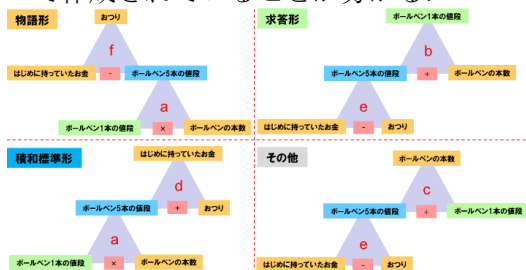 物語形
おつり
f
はじめに持っていたお金 - ボールペン5本の値段
a
ボールペン1本の値段 × ボールペンの本数
求答形
ボールペン1本の値段
b
ボールペン5本の値段 ÷ ボールペンの本数
e
はじめに持っていたお金 - おつり
積和標準形
はじめに持っていたお金
d
ボールペン5本の値段 + おつり
a
ボールペン1本の値段 × ボールペンの本数
その他
ボールペンの本数
c
ボールペン5本の値段 ÷ ボールペン1本の値段
e
はじめに持っていたお金 - おつり